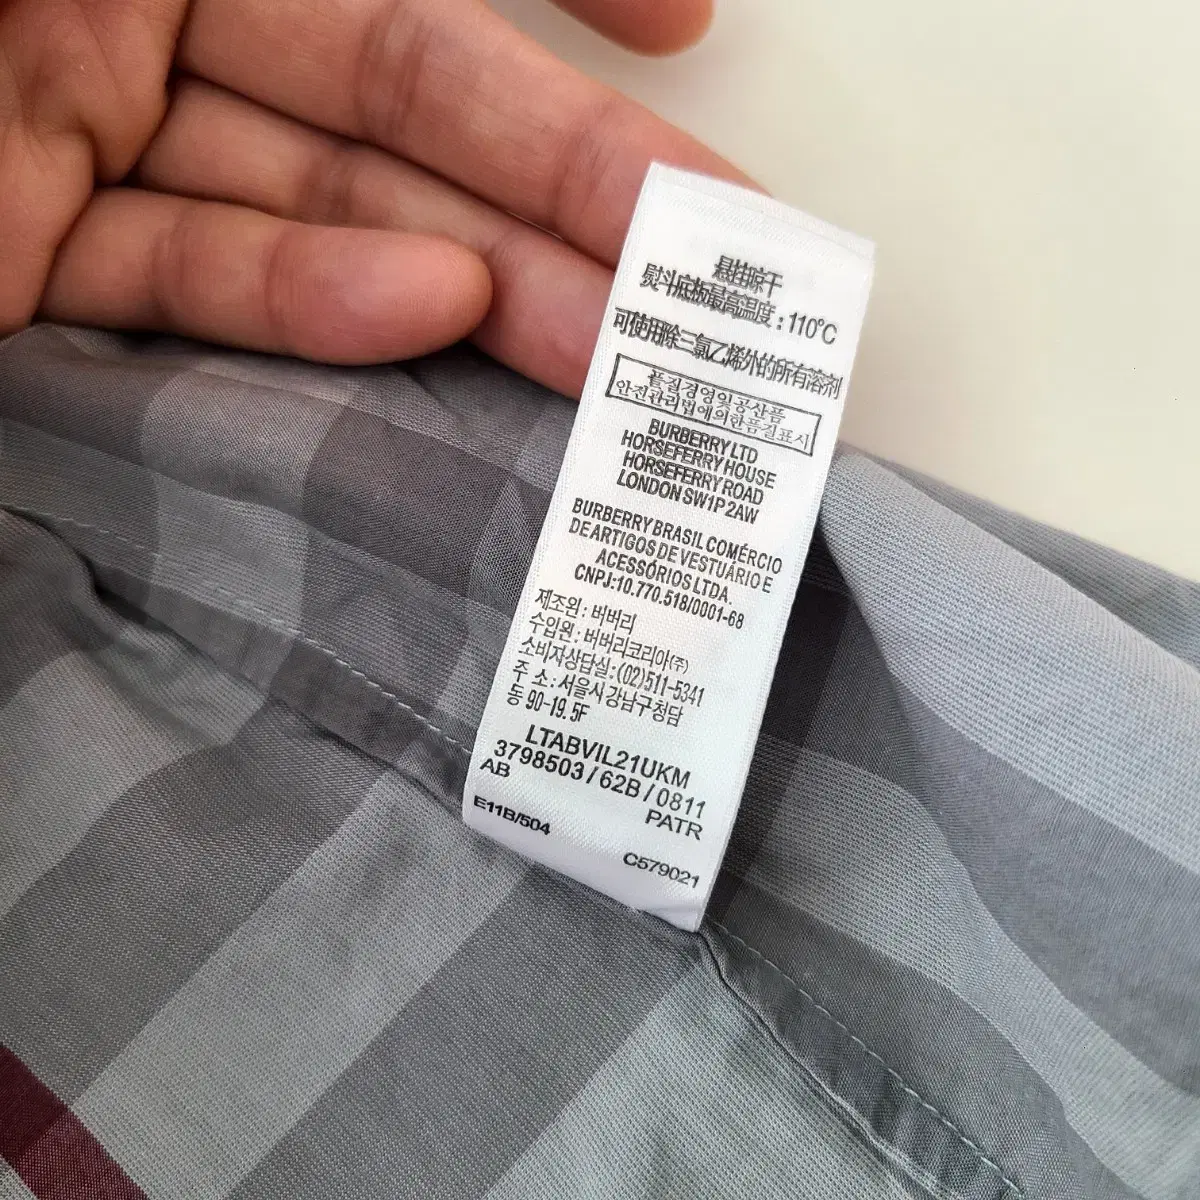 悬挂晾干
熨斗底板最高温度：110°C
可使用除三氯乙烯外的所有溶剂
품질경영및공산품
안전관리법에의한품질표시
BURBERRY LTD
HORSEFERRY HOUSE
HORSEFERRY ROAD
LONDON SW1P 2AW
BURBERRY BRASIL COMÉRCIO
DE ARTIGOS DE VESTUÁRIO E
ACESSÓRIOS LTDA.
CNPJ:10.770.518/0001-68
제조원: 버버리
수입원: 버버리코리아(주)
소비자상담실:(02)511-5341
주 소: 서울시 강남구청담
동 90-19.5F
LTABVIL21UKM
3798503 / 62B / 0811
AB
PATR
E11B/504
C579021